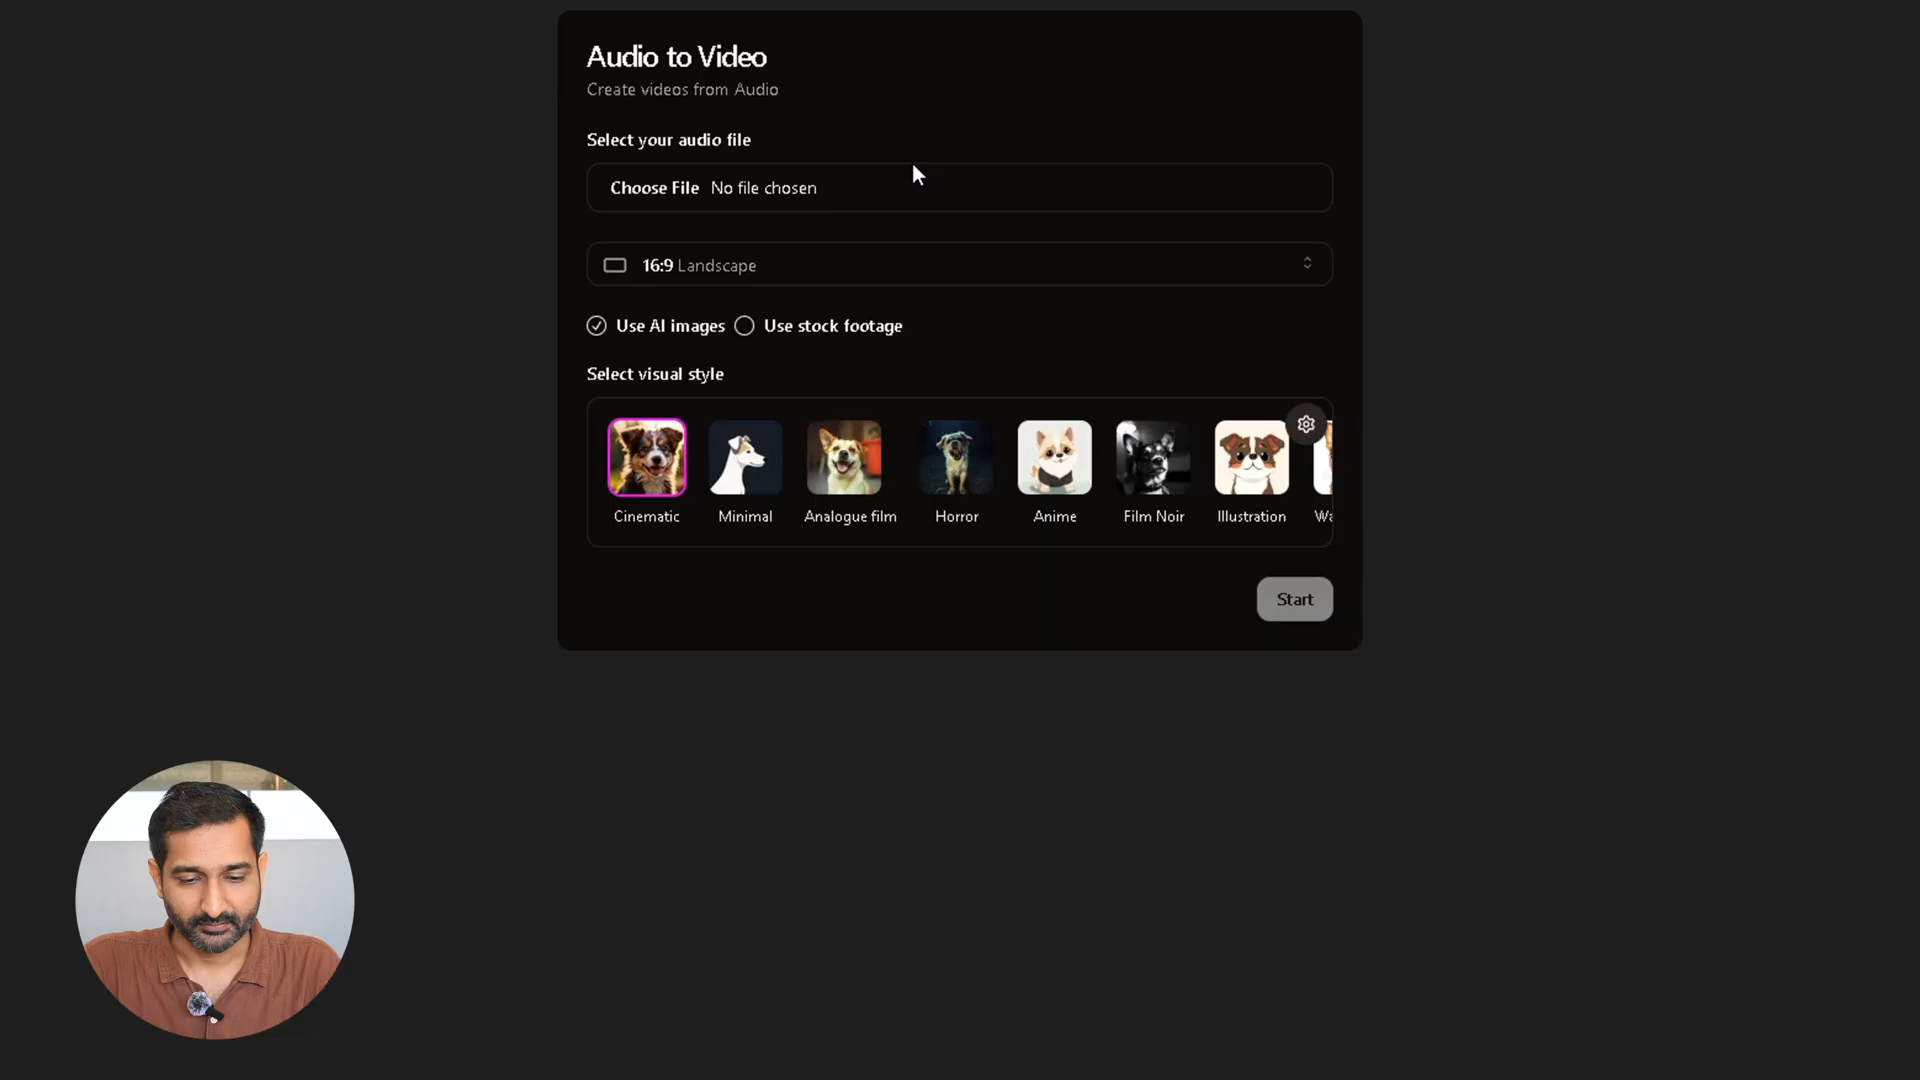 Audio to Video
Create videos from Audio
Select your audio file
Choose File No file chosen
16:9 Landscape
Use AI images Use stock footage
Select visual style
Cinematic Minimal Analogue film Horror Anime Film Noir Illustration
Start